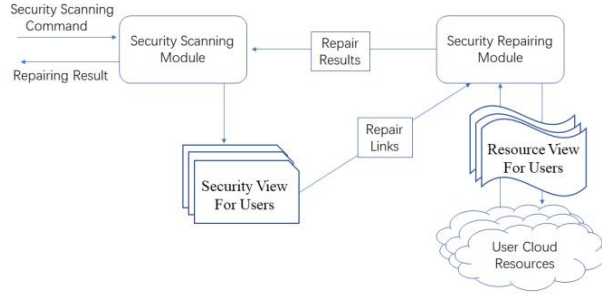 Security Scanning
Command
Repairing Result
Security Scanning
Module
Repair
Results
Security Repairing
Module
Repair
Links
Security View
For Users
Resource View
For Users
User Cloud
Resources